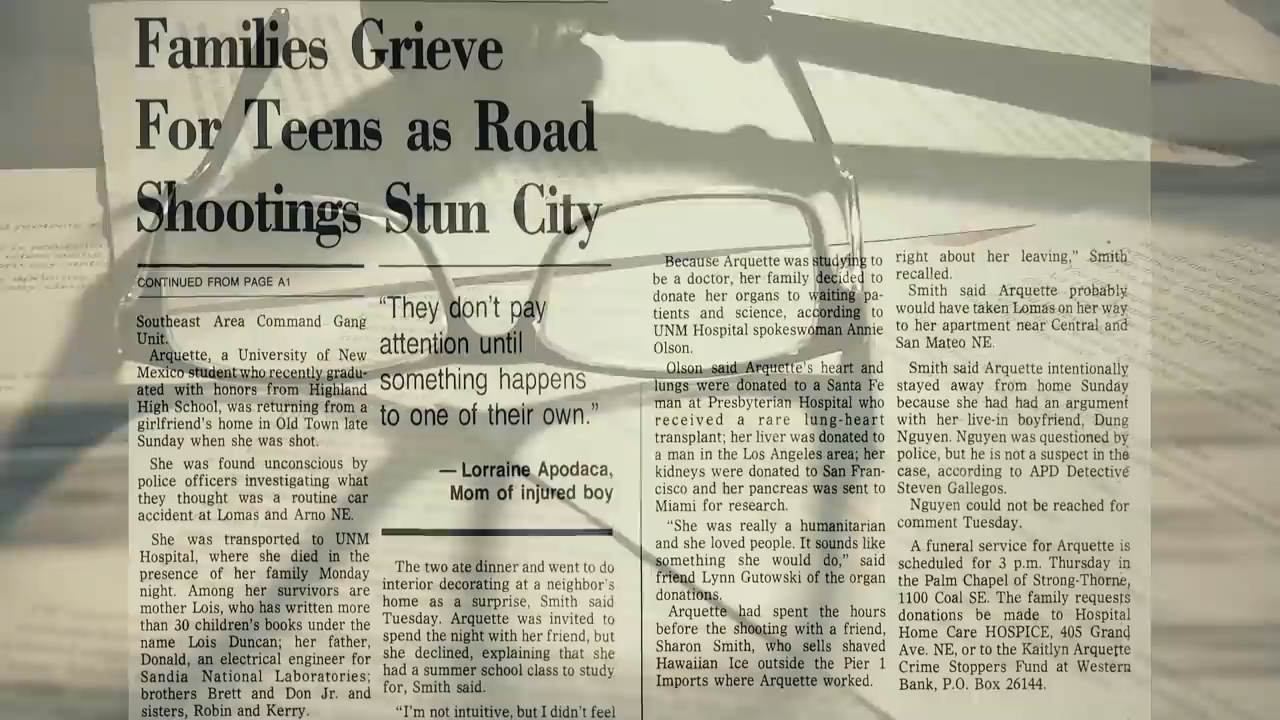 Families Grieve
For Teens as Road
Shootings Stun City
CONTINUED FROM PAGE A1
Southeast Area Command Gang
Unit.
Arquette, a University of New
Mexico student who recently gradu-
ated with honors from Highland
High School, was returning from a
girlfriend's home in Old Town late
Sunday when she was shot.
She was found unconscious by
police officers investigating what
they thought was a routine car
accident at Lomas and Arno NE.
She was transported to UNM
Hospital, where she died in the
presence of her family Monday
night. Among her survivors are
mother Lois, who has written more
than 30 children's books under the
name Lois Duncan; her father,
Donald, an electrical engineer for
Sandia National Laboratories;
brothers Brett and Don Jr. and
sisters, Robin and Kerry.
“They don't pay
attention until
something happens
to one of their own.”
— Lorraine Apodaca,
Mom of injured boy
The two ate dinner and went to do
interior decorating at a neighbor's
home as a surprise, Smith said
Tuesday. Arquette was invited to
spend the night with her friend, but
she declined, explaining that she
had a summer school class to study
for, Smith said.
“I'm not intuitive, but I didn't feel
Because Arquette was studying to
be a doctor, her family decided to
donate her organs to waiting pa-
tients and science, according to
UNM Hospital spokeswoman Annie
Olson.
Olson said Arquette's heart and
lungs were donated to a Santa Fe
man at Presbyterian Hospital who
received a rare lung-heart
transplant; her liver was donated to
a man in the Los Angeles area; her
kidneys were donated to San Fran-
cisco and her pancreas was sent to
Miami for research.
“She was really a humanitarian
and she loved people. It sounds like
something she would do,” said
friend Lynn Gutowski of the organ
donations.
Arquette had spent the hours
before the shooting with a friend,
Sharon Smith, who sells shaved
Hawaiian Ice outside the Pier 1
Imports where Arquette worked.
right about her leaving,” Smith
recalled.
Smith said Arquette probably
would have taken Lomas on her way
to her apartment near Central and
San Mateo NE.
Smith said Arquette intentionally
stayed away from home Sunday
because she had had an argument
with her live-in boyfriend, Dung
Nguyen. Nguyen was questioned by
police, but he is not a suspect in the
case, according to APD Detective
Steven Gallegos.
Nguyen could not be reached for
comment Tuesday.
A funeral service for Arquette is
scheduled for 3 p.m. Thursday in
the Palm Chapel of Strong-Thorne,
1100 Coal SE. The family requests
donations be made to Hospital
Home Care HOSPICE, 405 Grand
Ave. NE, or to the Kaitlyn Arquette
Crime Stoppers Fund at Western
Bank, P.O. Box 26144.